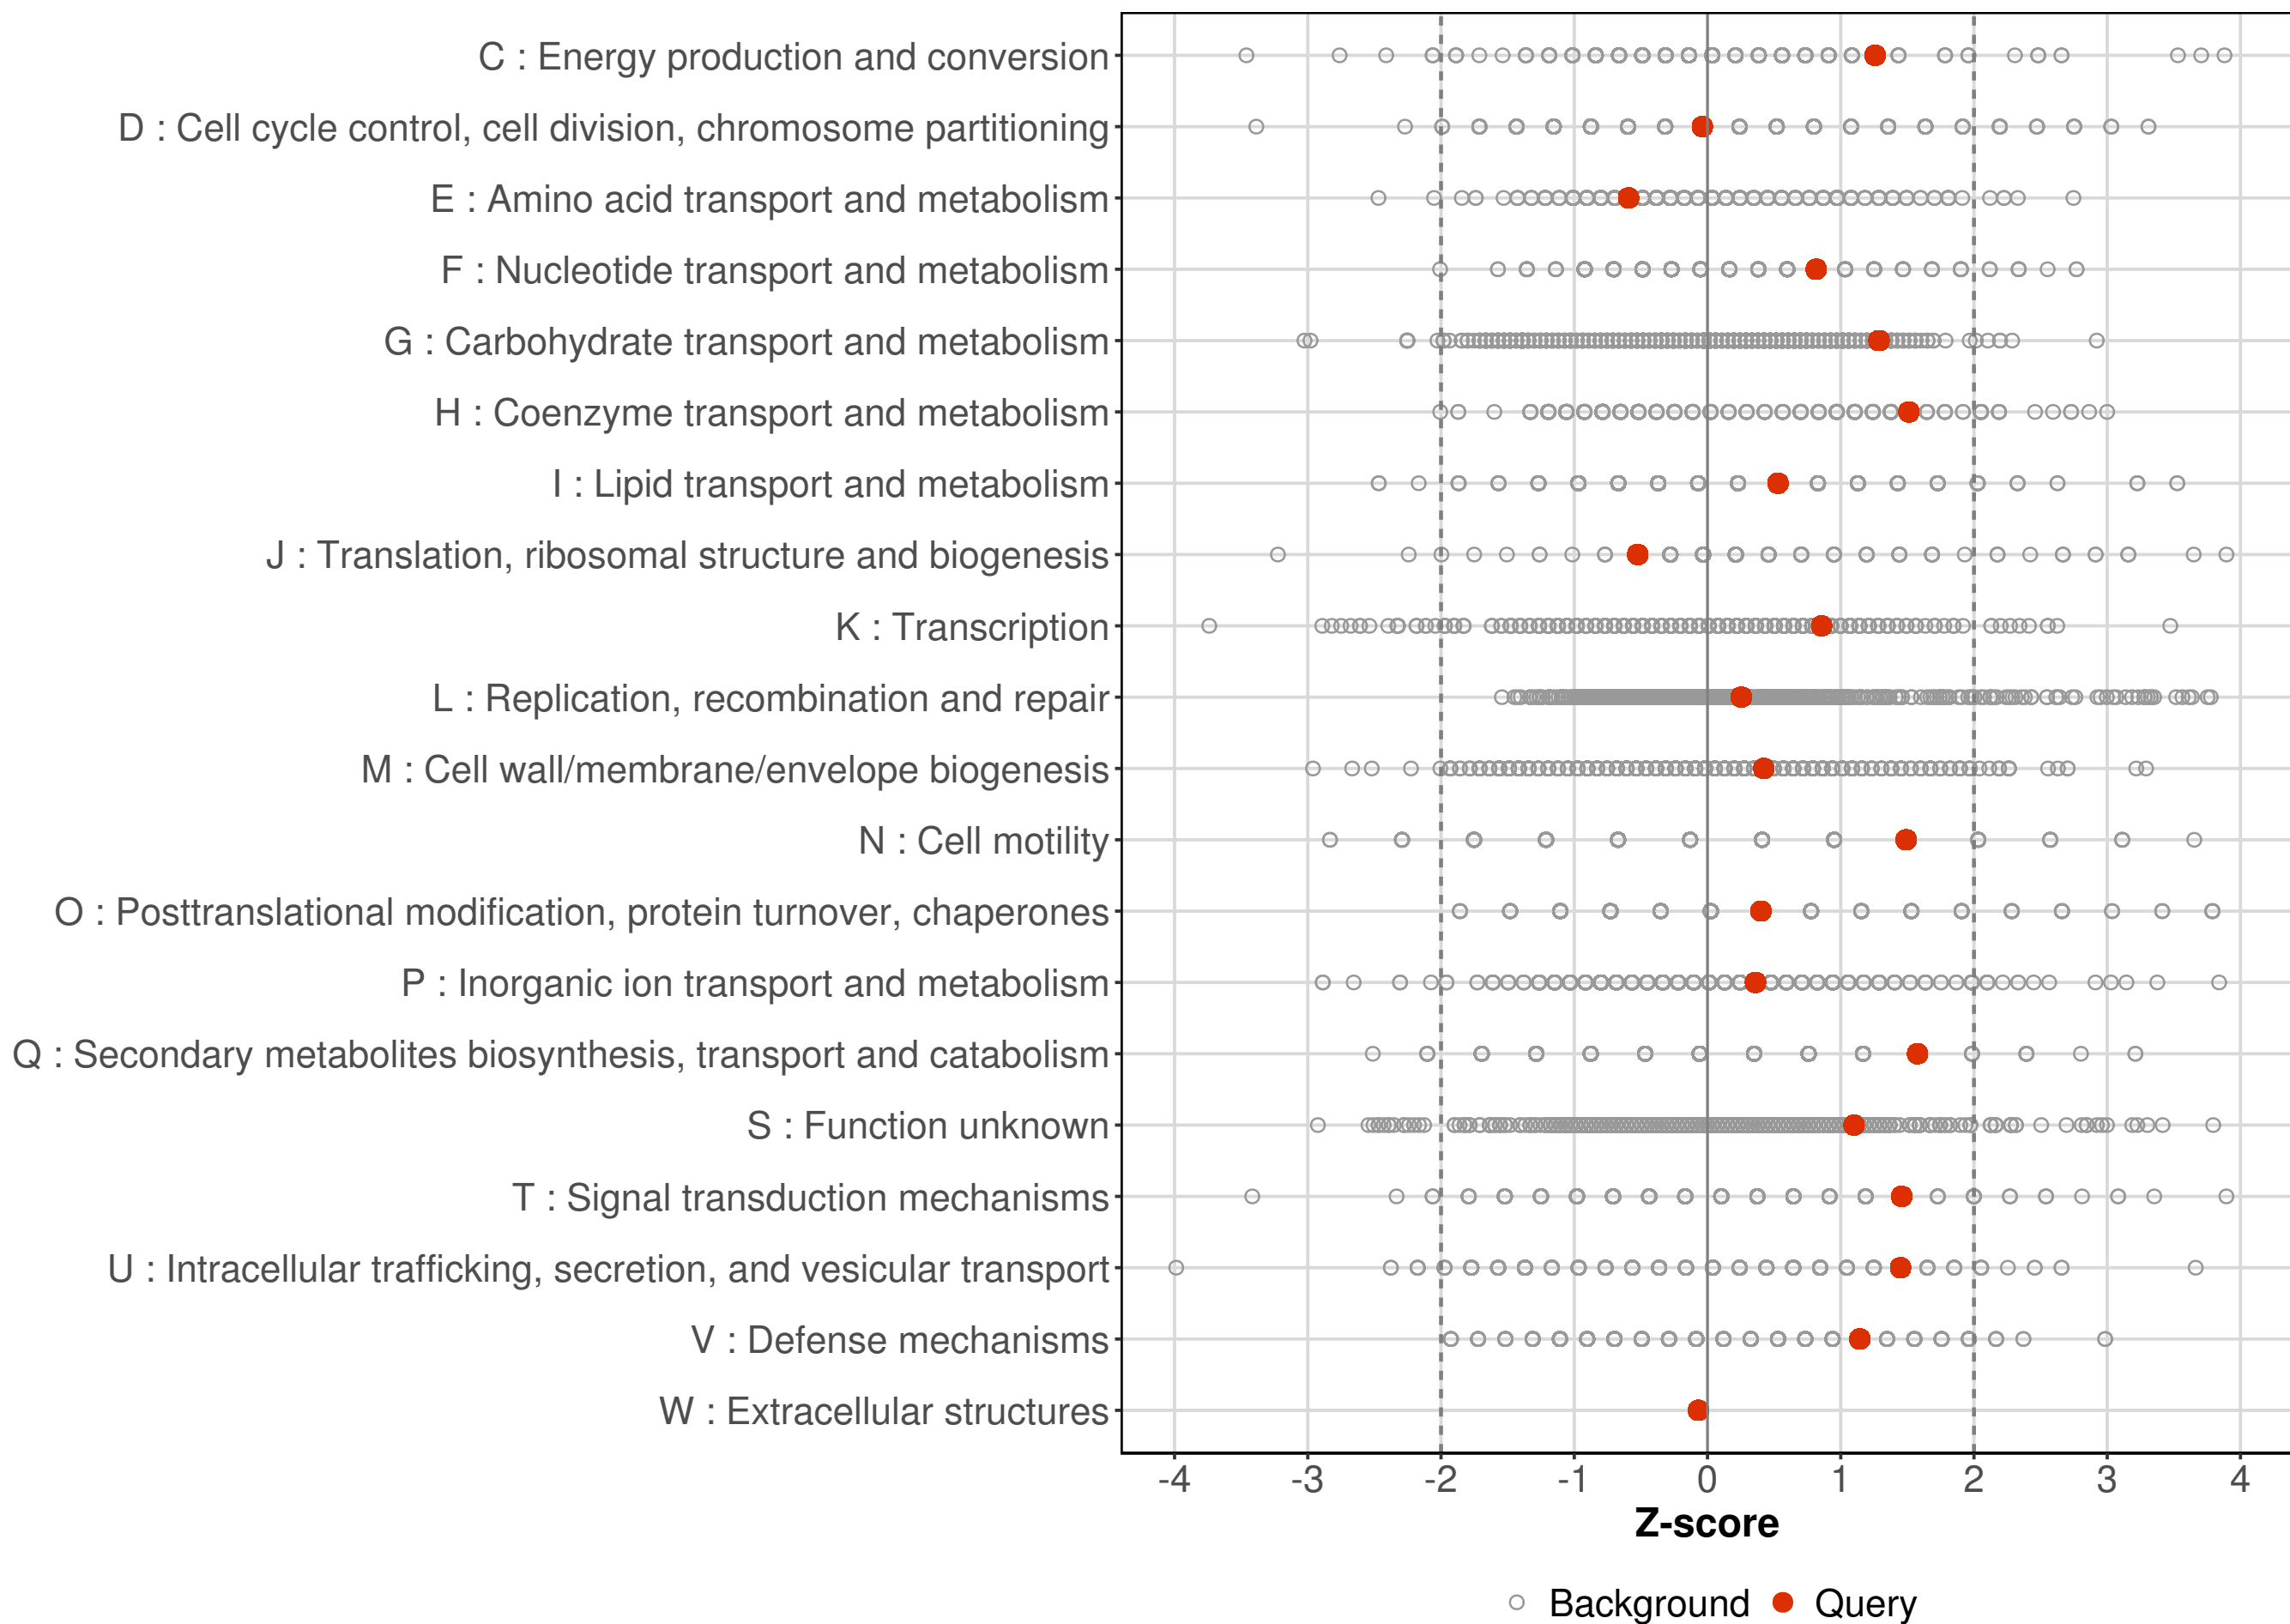 C : Energy production and conversion
D : Cell cycle control, cell division, chromosome partitioning
E : Amino acid transport and metabolism
F : Nucleotide transport and metabolism
G : Carbohydrate transport and metabolism
H : Coenzyme transport and metabolism
I : Lipid transport and metabolism
J : Translation, ribosomal structure and biogenesis
K : Transcription
L : Replication, recombination and repair
M : Cell wall/membrane/envelope biogenesis
N : Cell motility
O : Posttranslational modification, protein turnover, chaperones
P : Inorganic ion transport and metabolism
Q : Secondary metabolites biosynthesis, transport and catabolism
S : Function unknown
T : Signal transduction mechanisms
U : Intracellular trafficking, secretion, and vesicular transport
V : Defense mechanisms
W : Extracellular structures
-4 -3 -2 -1 0 1 2 3 4
Z-score
Background Query